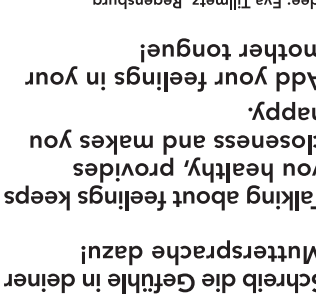 Schreib die Gefühle in deiner
Muttersprache dazu!
Talking about feelings keeps
you healthy, provides
closeness and makes you
happy.
Add your feelings in your
mother tongue!
Idee: Eva Tillmetz, Regensburg